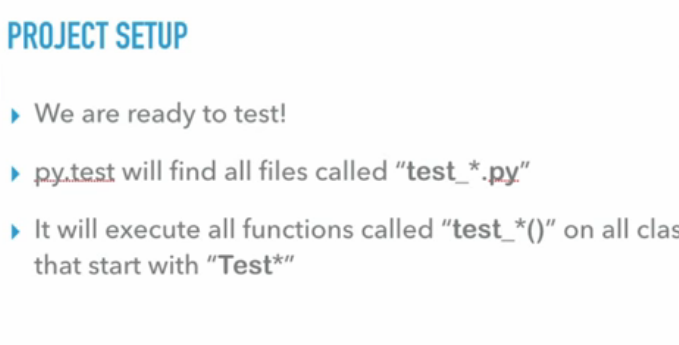 PROJECT SETUP
We are ready to test!
py.test will find all files called “test_*.py”
It will execute all functions called “test_*()” on all clas
that start with “Test*”